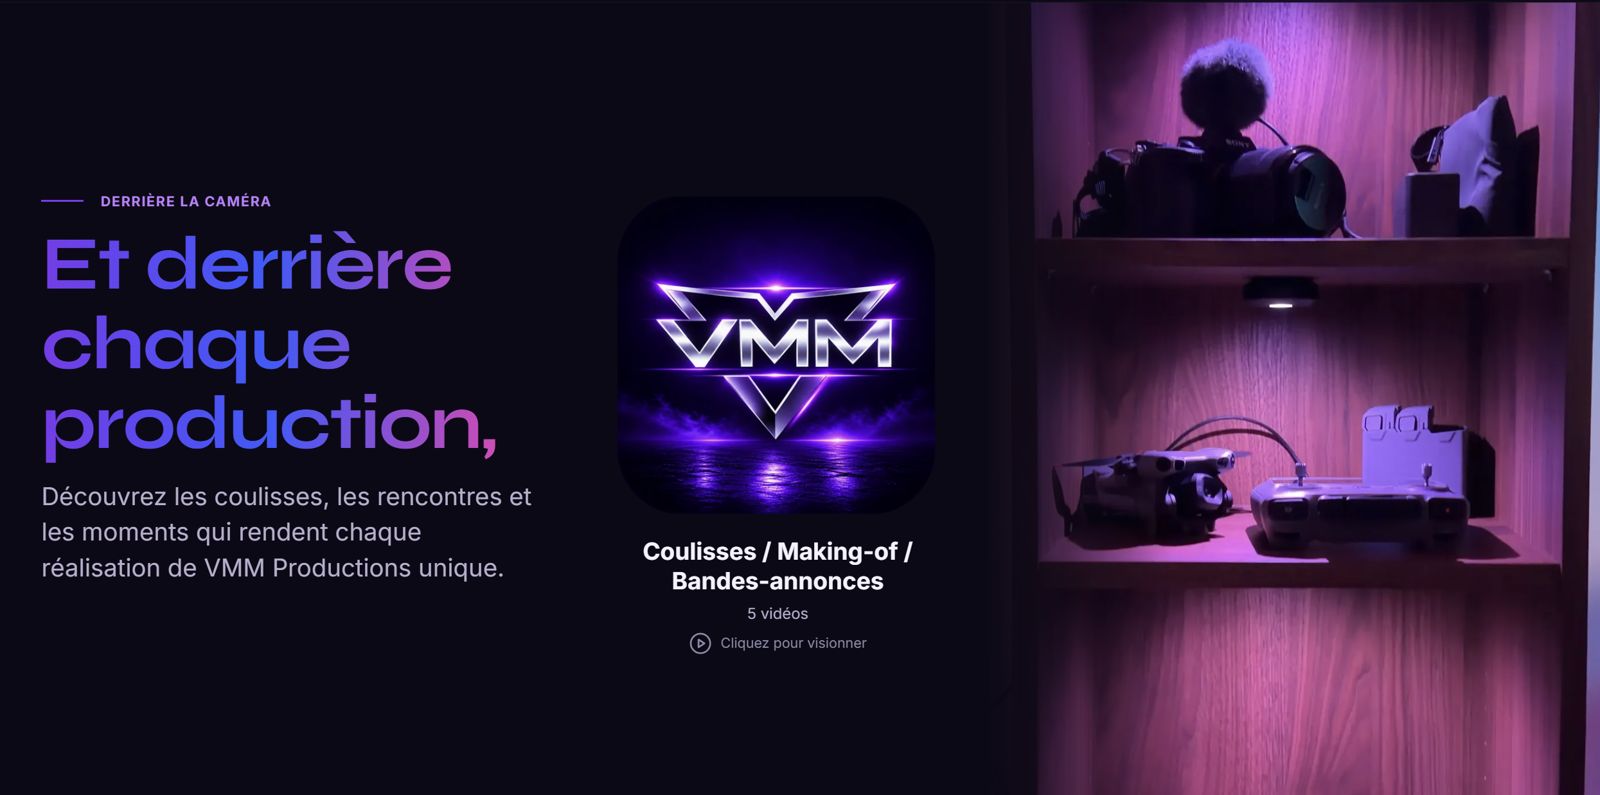 DERRIÈRE LA CAMÉRA
Et derrière
chaque
production,
Découvrez les coulisses, les rencontres et
les moments qui rendent chaque
réalisation de VMM Productions unique.
VMM
Coulisses / Making-of /
Bandes-annonces
5 vidéos
Cliquez pour visionner
SONY